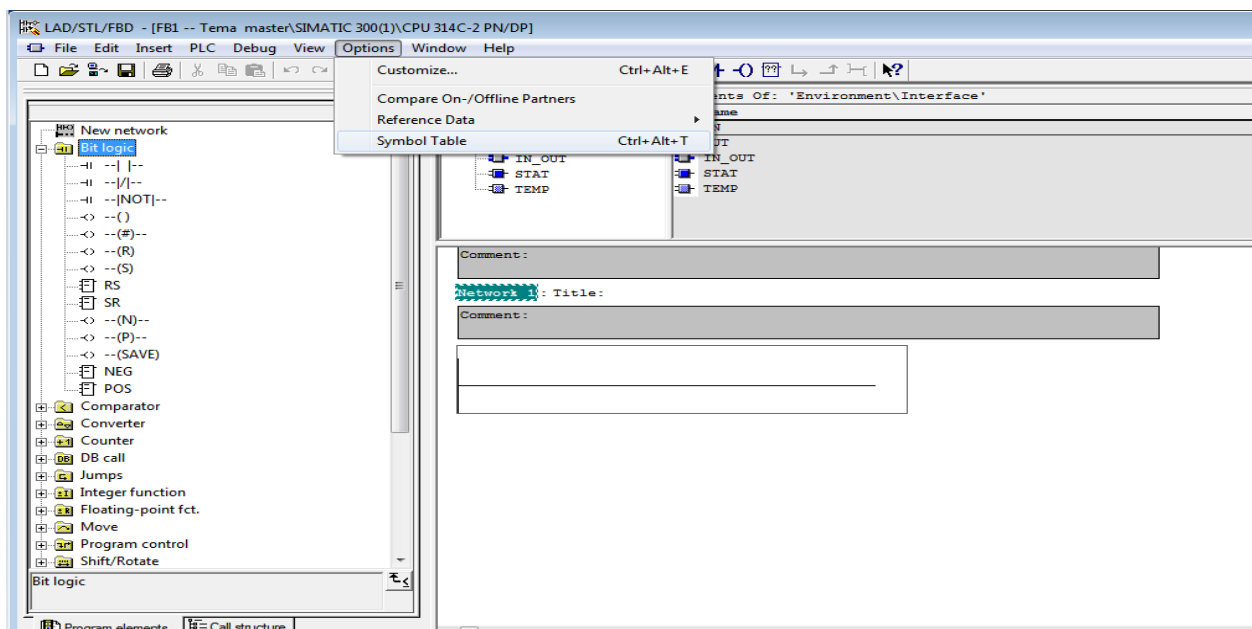 LAD/STL/FBD - [FB1 -- Tema master\SIMATIC 300(1)\CPU 314C-2 PN/DP]
File Edit Insert PLC Debug View Options Window Help
Customize... Ctrl+Alt+E
Compare On-/Offline Partners
Reference Data
Symbol Table Ctrl+Alt+T
Of: 'Environment\Interface'
New network
Bit logic
--| |--
--|/|--
--|NOT|--
--( )
--(#)--
--(R)
--(S)
RS
SR
--(N)--
--(P)--
--(SAVE)
NEG
POS
Comparator
Converter
Counter
DB call
Jumps
Integer function
Floating-point fct.
Move
Program control
Shift/Rotate
Bit logic
Program elements Call structure
IN_OUT
STAT
TEMP
IN_OUT
STAT
TEMP
Comment:
Network 1: Title:
Comment: